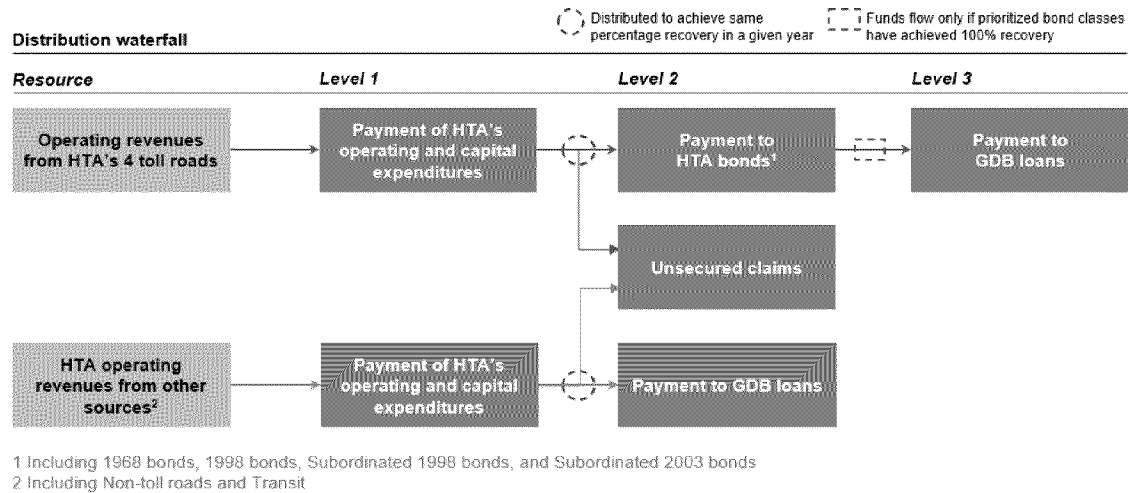 Distributed to achieve same
percentage recovery in a given year
Funds flow only if prioritized bond classes
have achieved 100% recovery
Distribution waterfall
Resource
Level 1
Level 2
Level 3
Operating revenues
from HTA's 4 toll roads
Payment of HTA's
operating and capital
expenditures
Payment to
HTA bonds¹
Payment to
GDB loans
Unsecured claims
HTA operating
revenues from other
sources²
Payment of HTA's
operating and capital
expenditures
Payment to GDB loans
1 Including 1968 bonds, 1998 bonds, Subordinated 1998 bonds, and Subordinated 2003 bonds
2 Including Non-toll roads and Transit